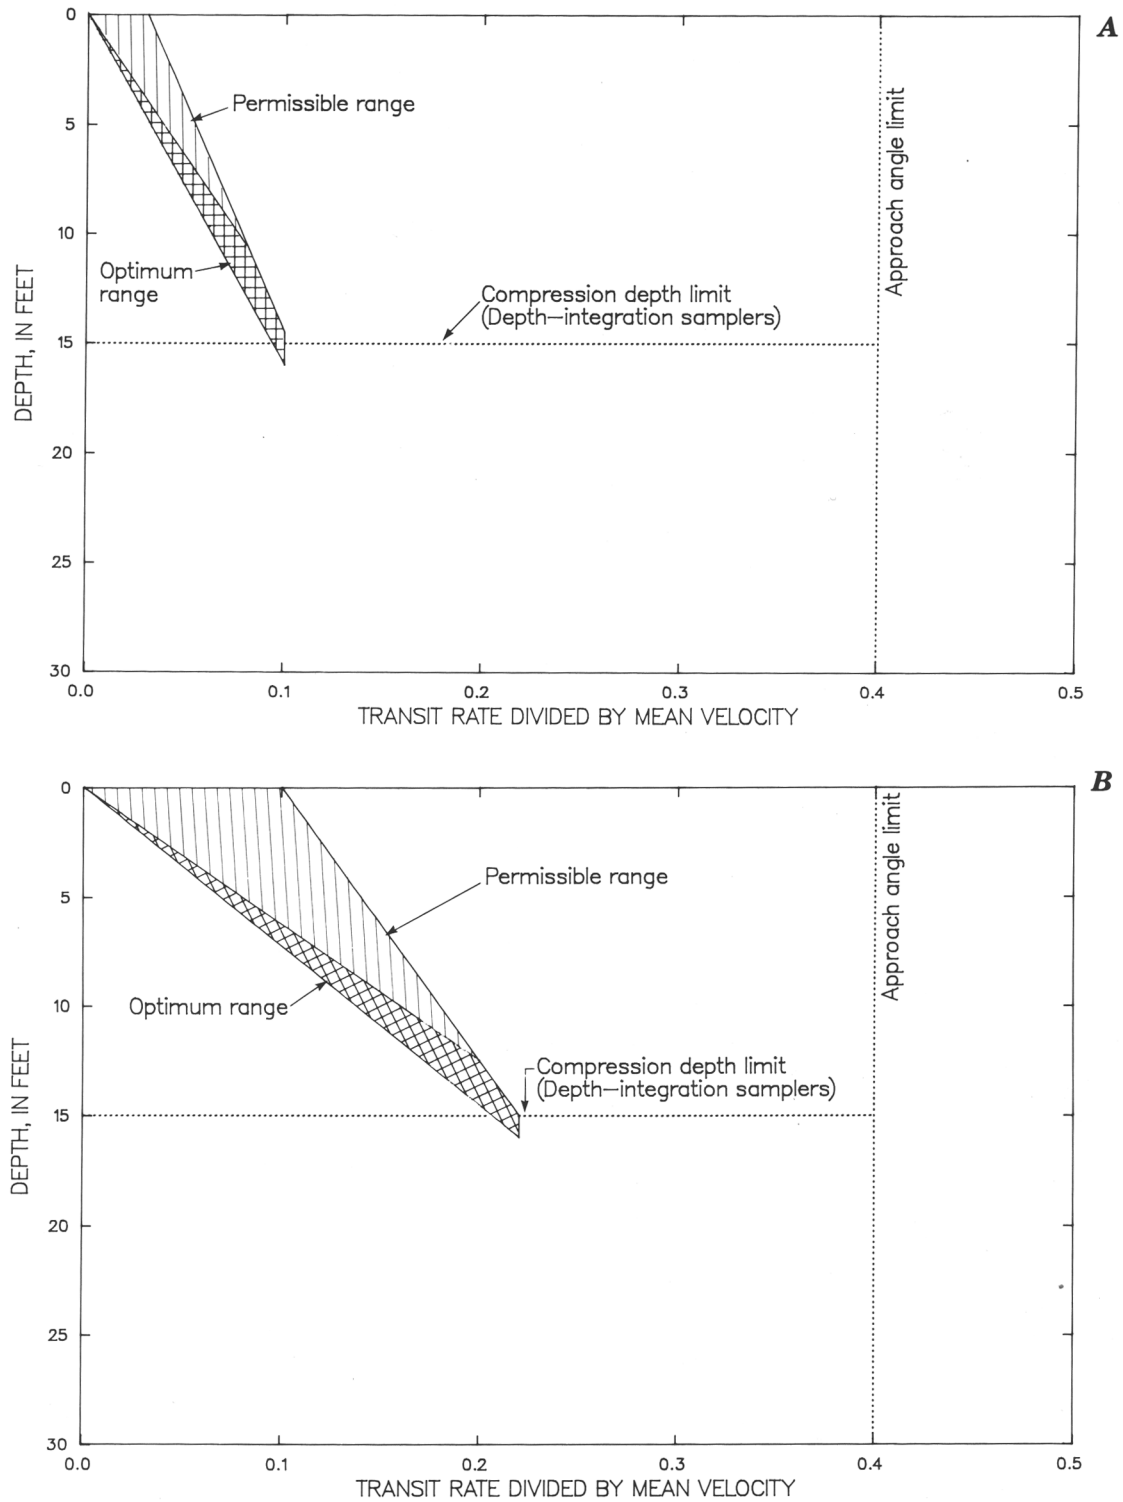 A
0
5
10
15
20
25
30
DEPTH, IN FEET
Permissible range
Optimum
range
Compression depth limit
(Depth—integration samplers)
Approach angle limit
0.0 0.1 0.2 0.3 0.4 0.5
TRANSIT RATE DIVIDED BY MEAN VELOCITY
B
0
5
10
15
20
25
30
DEPTH, IN FEET
Permissible range
Optimum range
Compression depth limit
(Depth—integration samplers)
Approach angle limit
0.0 0.1 0.2 0.3 0.4 0.5
TRANSIT RATE DIVIDED BY MEAN VELOCITY